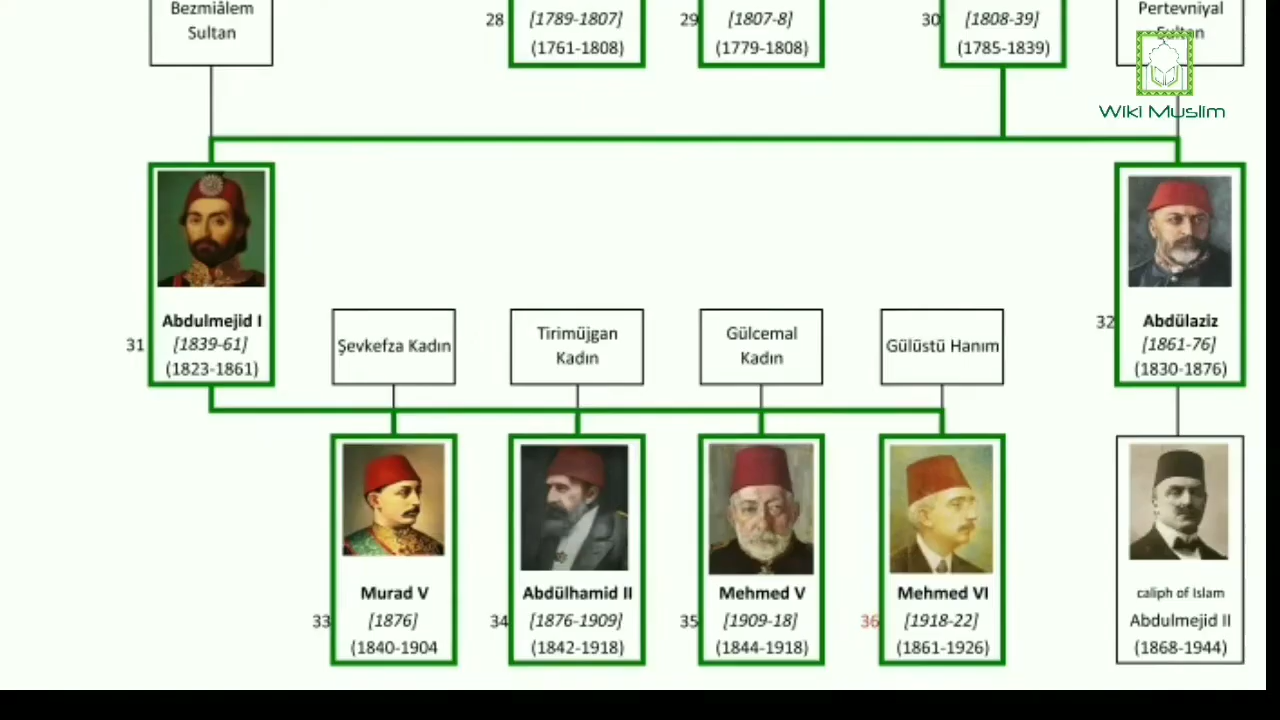 Bezmiâlem
Sultan
28
[1789-1807]
(1761-1808)
29
[1807-8]
(1779-1808)
30
[1808-39]
(1785-1839)
Pertevniyal
Sultan
Wiki Muslim
31
Abdulmejid I
[1839-61]
(1823-1861)
Şevkefza Kadın
Tirimüjgan
Kadın
Gülcemal
Kadın
Gülüstü Hanım
32
Abdülaziz
[1861-76]
(1830-1876)
33
Murad V
[1876]
(1840-1904
34
Abdülhamid II
[1876-1909]
(1842-1918)
35
Mehmed V
[1909-18]
(1844-1918)
36
Mehmed VI
[1918-22]
(1861-1926)
caliph of Islam
Abdulmejid II
(1868-1944)